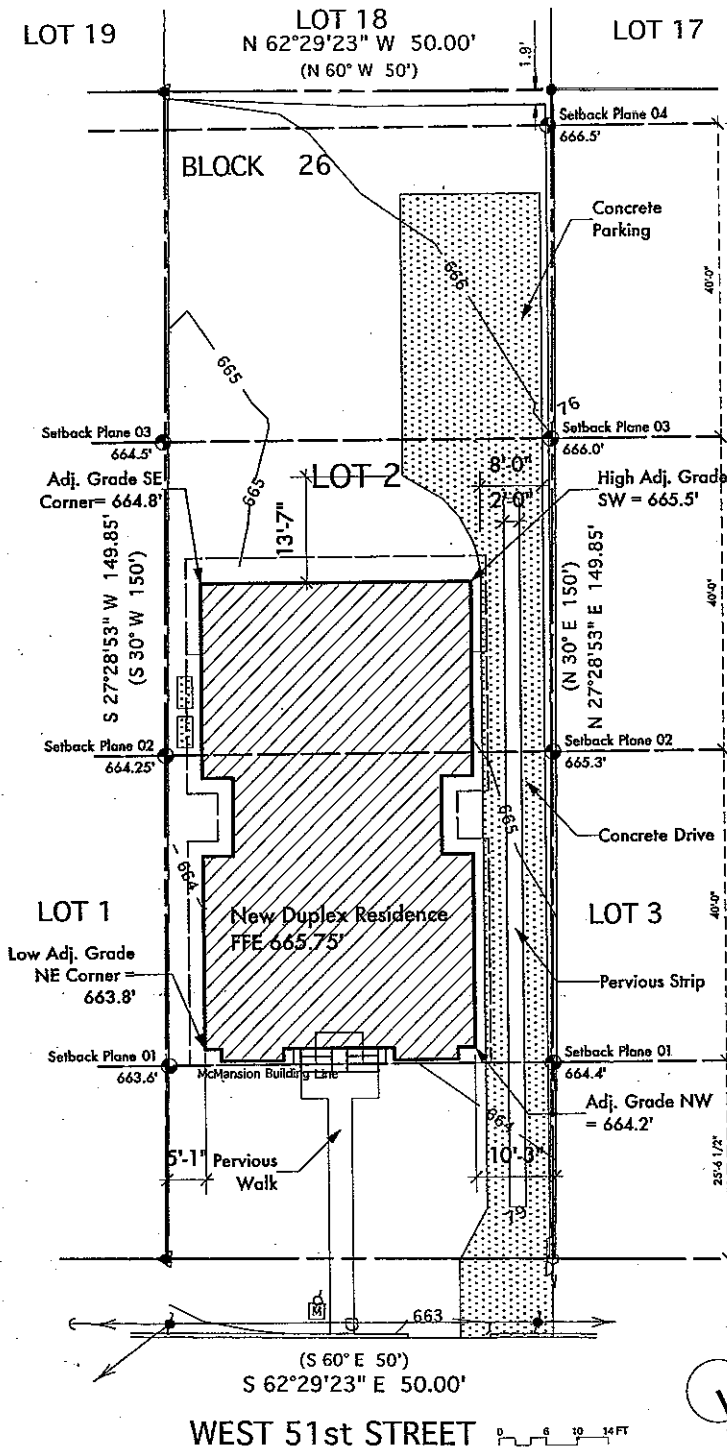 LOT 19
LOT 18
LOT 17
N 62°29'23" W 50.00'
(N 60° W 50')
1.9'
Setback Plane 04
666.5'
BLOCK 26
Concrete
Parking
40'-0"
666
665
76
Setback Plane 03
664.5'
Setback Plane 03
666.0'
8'-0"
LOT 2
Adj. Grade SE
Corner= 664.8'
665
13'-7"
2'-0"
High Adj. Grade
SW = 665.5'
S 27°28'53" W 149.85'
(S 30° W 150')
(N 30° E 150')
N 27°28'53" E 149.85'
40'-0"
Setback Plane 02
664.25'
Setback Plane 02
665.3'
665
Concrete Drive
664
LOT 1
New Duplex Residence
FFE 665.75'
LOT 3
40'-0"
Low Adj. Grade
NE Corner =
663.8'
Pervious Strip
Setback Plane 01
663.6'
McMansion Building Line
Setback Plane 01
664.4'
664
Adj. Grade NW
= 664.2'
5'-1"
Pervious
Walk
10'-3"
25'-6 1/2"
79
M
663
(S 60° E 50')
S 62°29'23" E 50.00'
WEST 51st STREET
0 6 10 14 FT